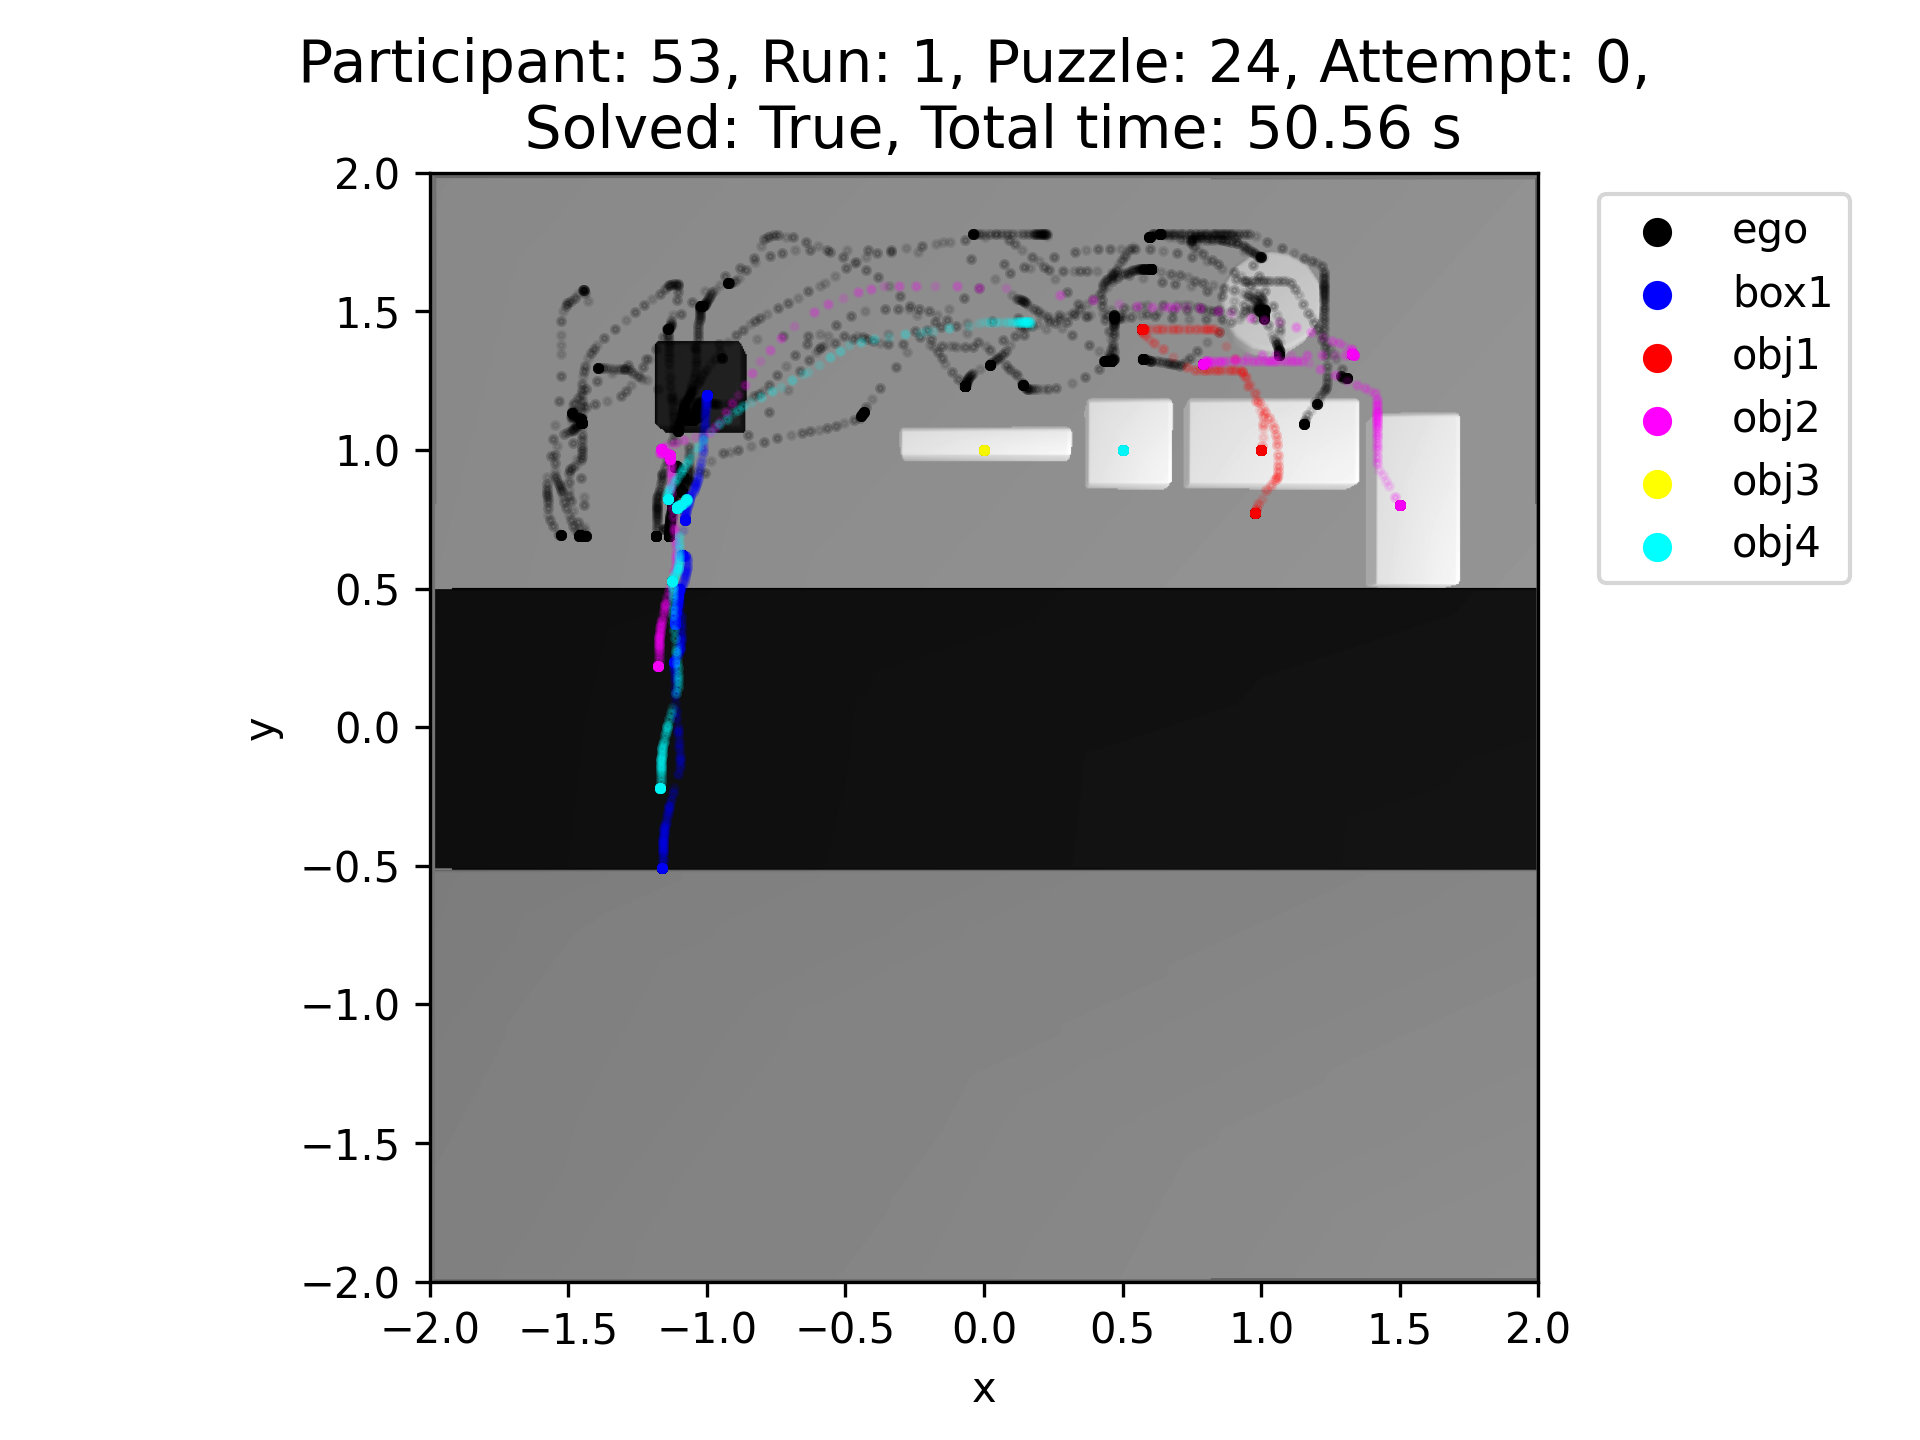 Participant: 53, Run: 1, Puzzle: 24, Attempt: 0,
Solved: True, Total time: 50.56 s
2.0
1.5
1.0
0.5
0.0
−0.5
−1.0
−1.5
−2.0
y
−2.0 −1.5 −1.0 −0.5 0.0 0.5 1.0 1.5 2.0
x
ego
box1
obj1
obj2
obj3
obj4